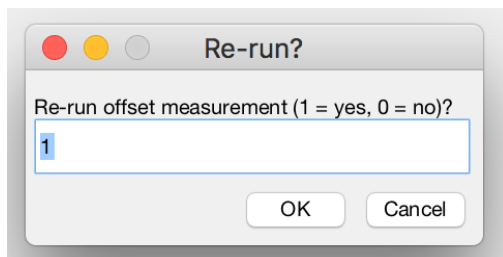 Re-run?
Re-run offset measurement (1 = yes, 0 = no)?
1
OK Cancel